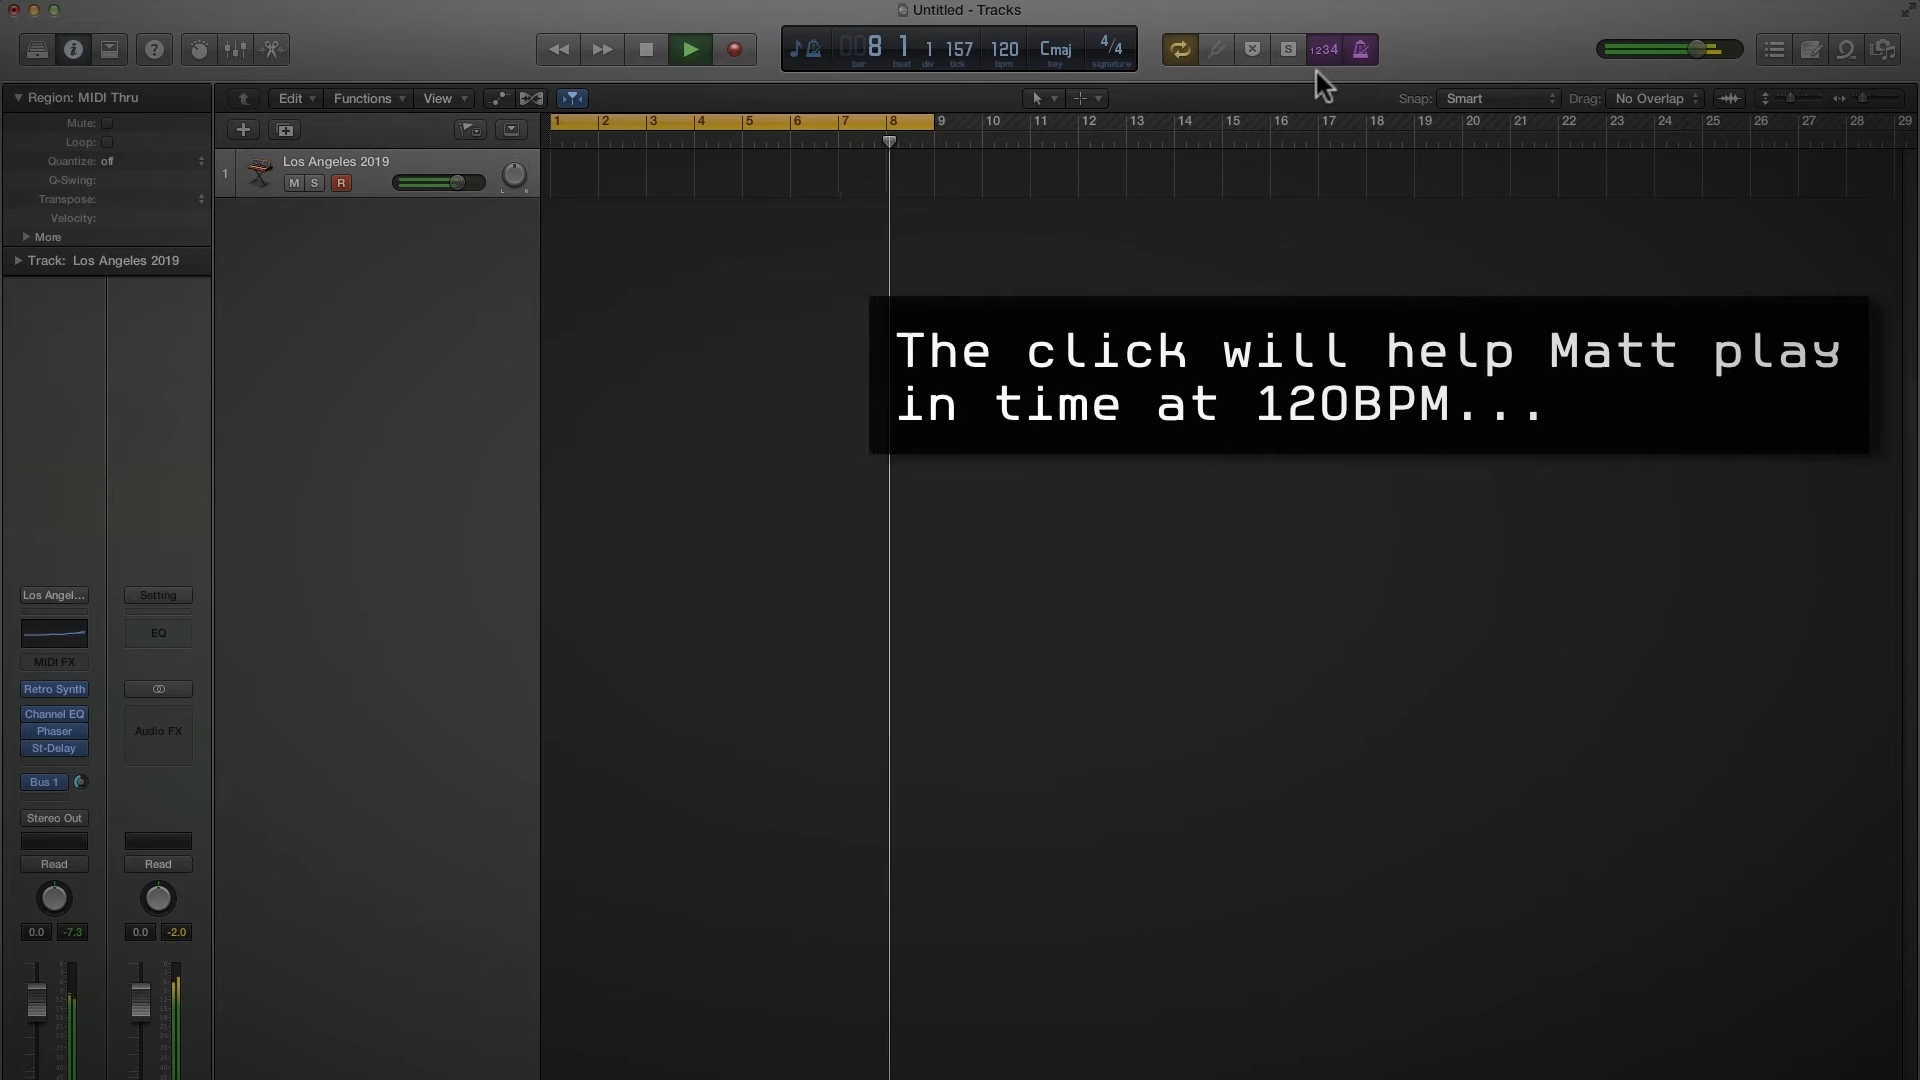 Untitled - Tracks
8 1 1 157 120 Cmaj 4/4
bar beat div tick bpm key signature
S 1234
Region: MIDI Thru
Edit Functions View
Snap: Smart Drag: No Overlap
Mute:
Loop:
Quantize: off
Q-Swing:
Transpose:
Velocity:
More
Track: Los Angeles 2019
1 2 3 4 5 6 7 8 9 10 11 12 13 14 15 16 17 18 19 20 21 22 23 24 25 26 27 28 29
1 Los Angeles 2019
M S R
L R
The click will help Matt play
in time at 120BPM...
Los Angel... Setting
EQ
MIDI FX
Retro Synth
Channel EQ
Phaser Audio FX
St-Delay
Bus 1
Stereo Out
Read Read
0.0 -7.3 0.0 -2.0